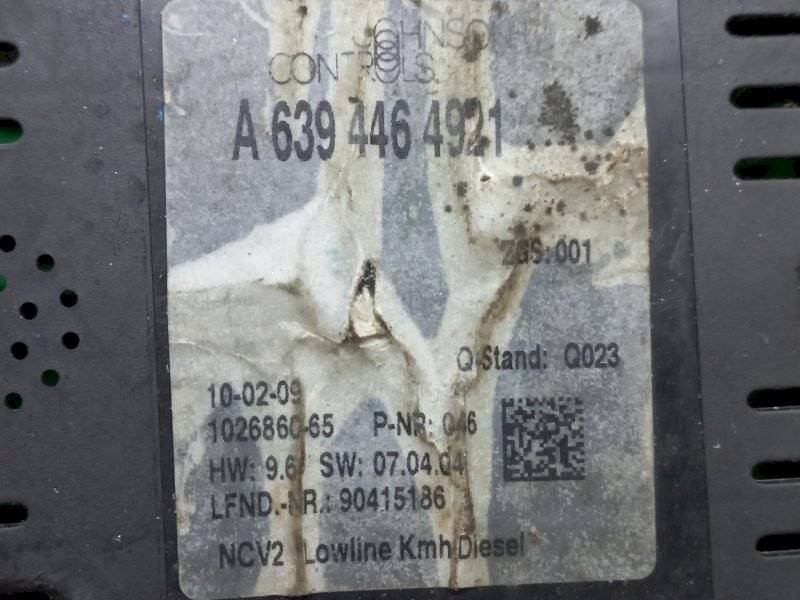 JOHNSON
CONTROLS
A 639 446 4921
ZGS: 001
Q-Stand: Q023
10-02-09
1026860-65 P-NR: 046
HW: 9.6 SW: 07.04.04
LFND.-NR.: 90415186
NCV2 Lowline Kmh Diesel